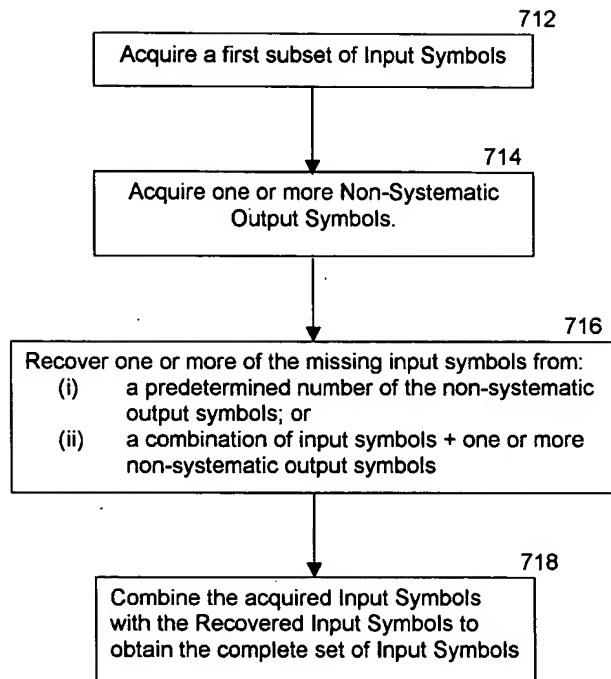 712
Acquire a first subset of Input Symbols
714
Acquire one or more Non-Systematic
Output Symbols.
716
Recover one or more of the missing input symbols from:
(i) a predetermined number of the non-systematic
output symbols; or
(ii) a combination of input symbols + one or more
non-systematic output symbols
718
Combine the acquired Input Symbols
with the Recovered Input Symbols to
obtain the complete set of Input Symbols